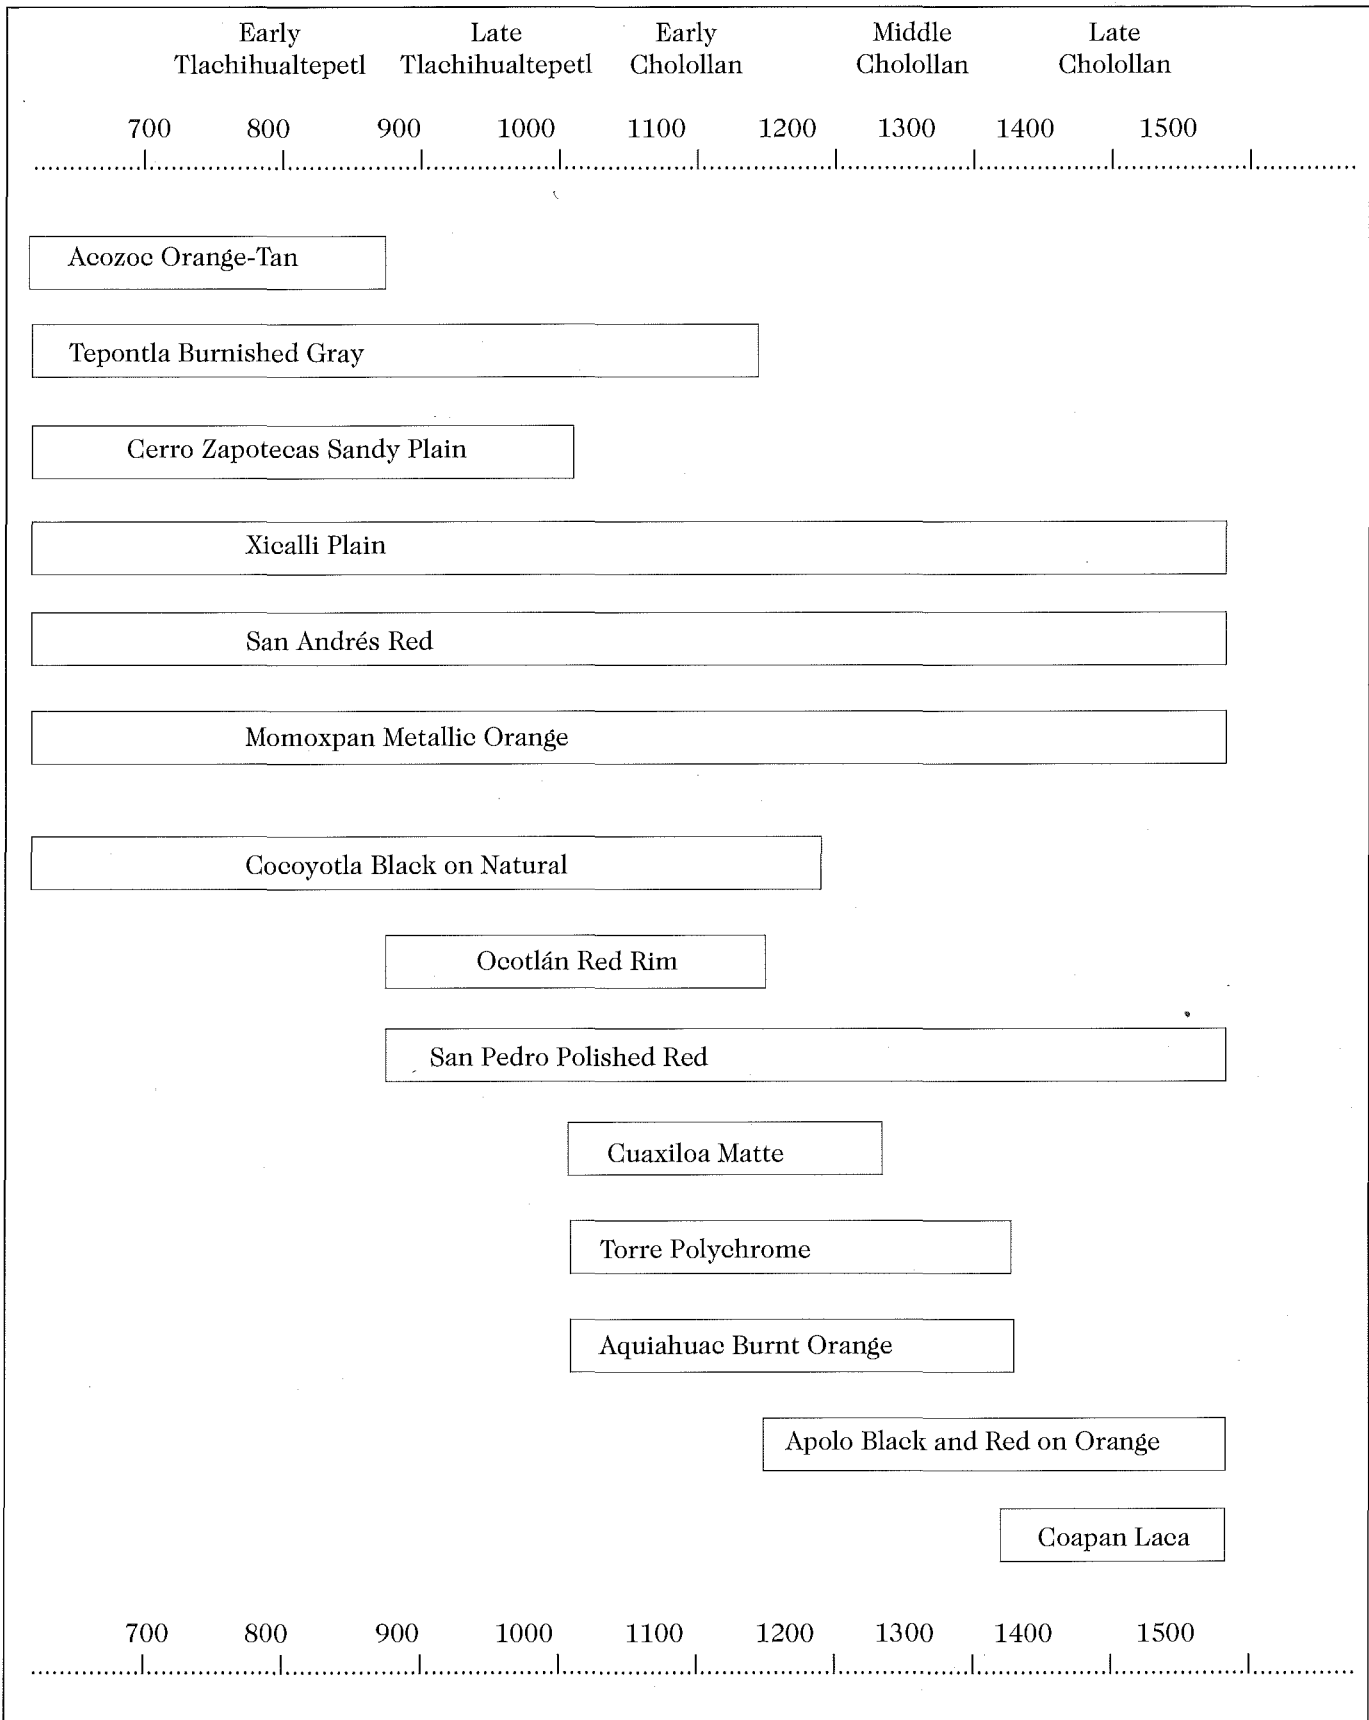 Early Late Early Middle Late
Tlachihualtepetl Tlachihualtepetl Cholollan Cholollan Cholollan
700 800 900 1000 1100 1200 1300 1400 1500
Acozoc Orange-Tan
Tepontla Burnished Gray
Cerro Zapotecas Sandy Plain
Xicalli Plain
San Andrés Red
Momoxpan Metallic Orange
Cocoyotla Black on Natural
Ocotlán Red Rim
San Pedro Polished Red
Cuaxiloa Matte
Torre Polychrome
Aquiahuac Burnt Orange
Apolo Black and Red on Orange
Coapan Laca
700 800 900 1000 1100 1200 1300 1400 1500